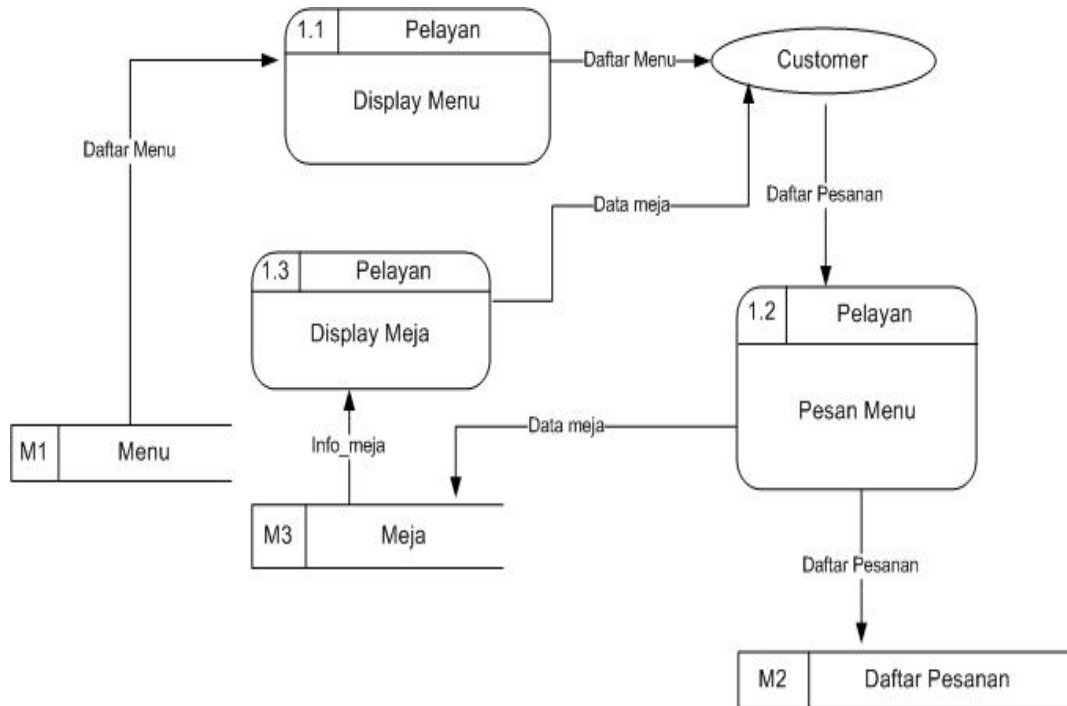 1.1 Pelayan
Display Menu
Daftar Menu
Customer
Daftar Menu
Daftar Pesanan
Data meja
1.3 Pelayan
Display Meja
1.2 Pelayan
Pesan Menu
Data meja
Info_meja
M1 Menu
M3 Meja
Daftar Pesanan
M2 Daftar Pesanan